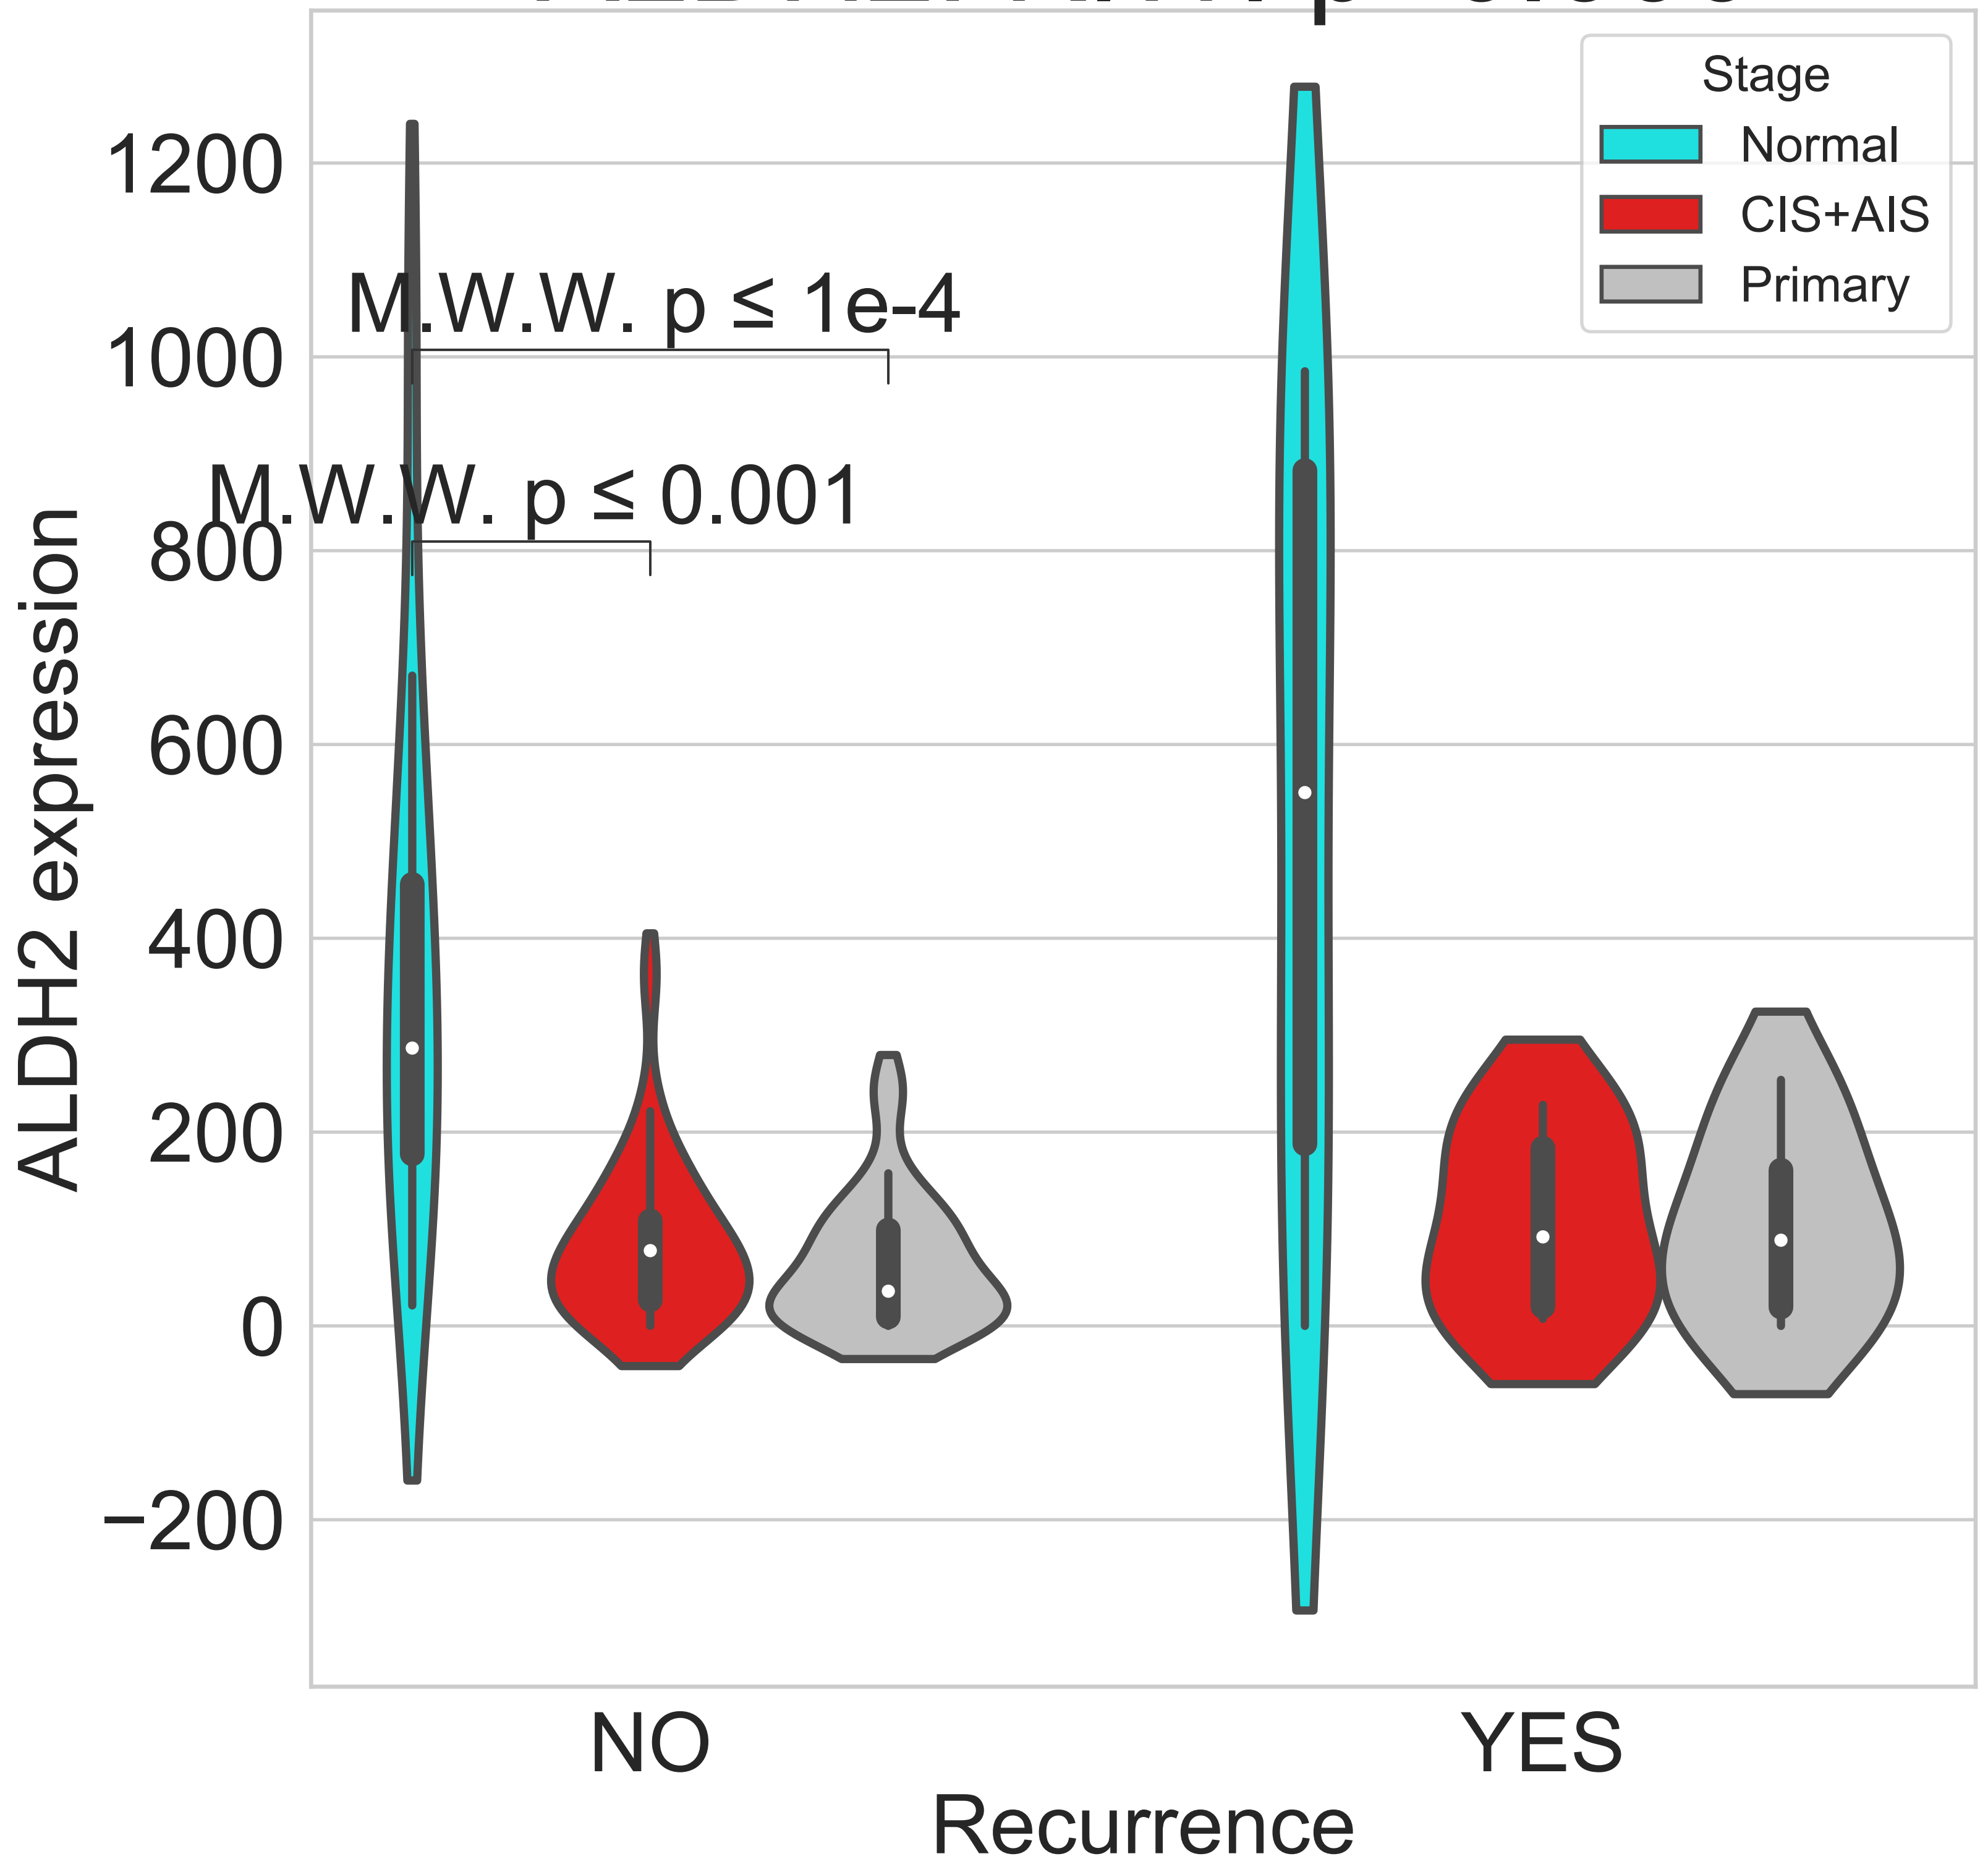 Stage
Normal
CIS+AIS
Primary
1200
1000
800
600
400
200
0
−200
M.W.W. p ≤ 1e-4
M.W.W. p ≤ 0.001
ALDH2 expression
NO
YES
Recurrence